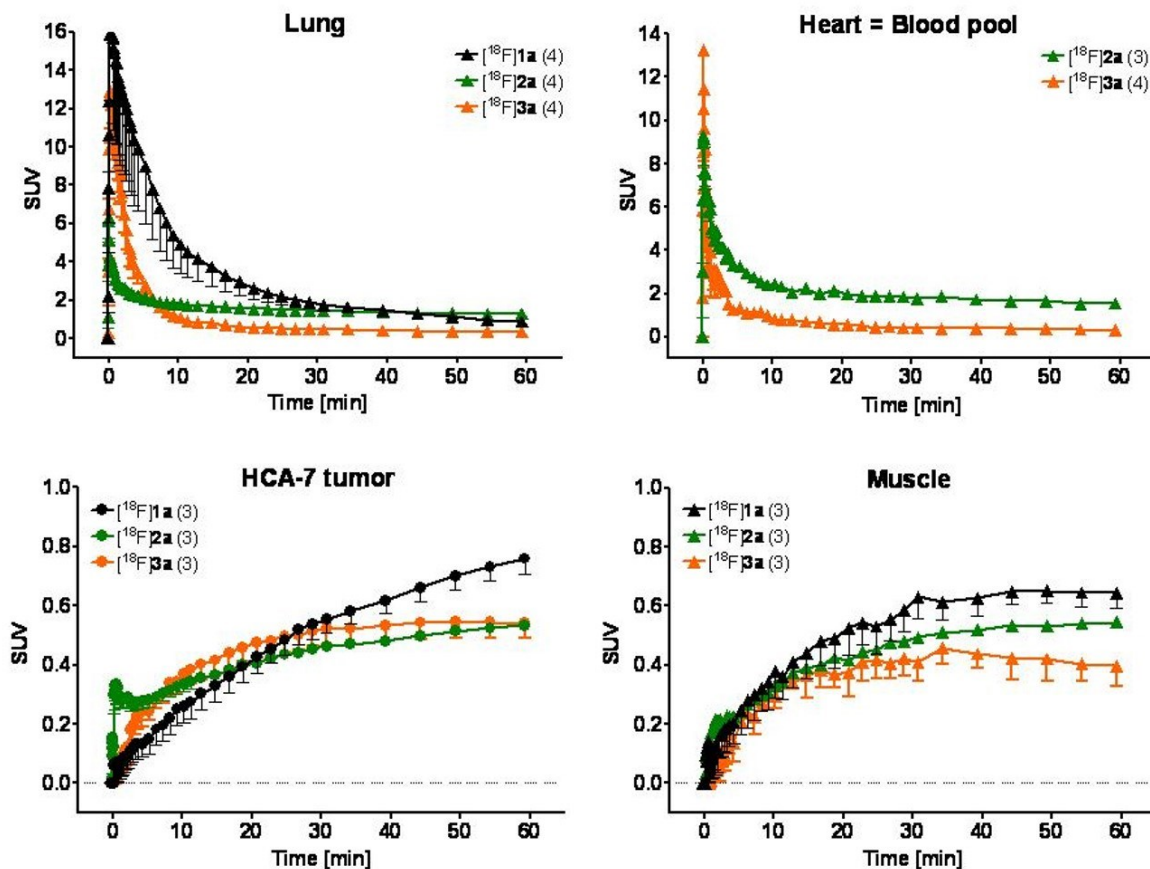 Lung
16
14
12
10
8
6
4
2
0
SUV
[¹⁸F]1a (4)
[¹⁸F]2a (4)
[¹⁸F]3a (4)
0 10 20 30 40 50 60
Time [min]
Heart = Blood pool
14
12
10
8
6
4
2
0
SUV
[¹⁸F]2a (3)
[¹⁸F]3a (4)
0 10 20 30 40 50 60
Time [min]
HCA-7 tumor
1.0
0.8
0.6
0.4
0.2
0.0
SUV
[¹⁸F]1a (3)
[¹⁸F]2a (3)
[¹⁸F]3a (3)
0 10 20 30 40 50 60
Time [min]
Muscle
1.0
0.8
0.6
0.4
0.2
0.0
SUV
[¹⁸F]1a (3)
[¹⁸F]2a (3)
[¹⁸F]3a (3)
0 10 20 30 40 50 60
Time [min]